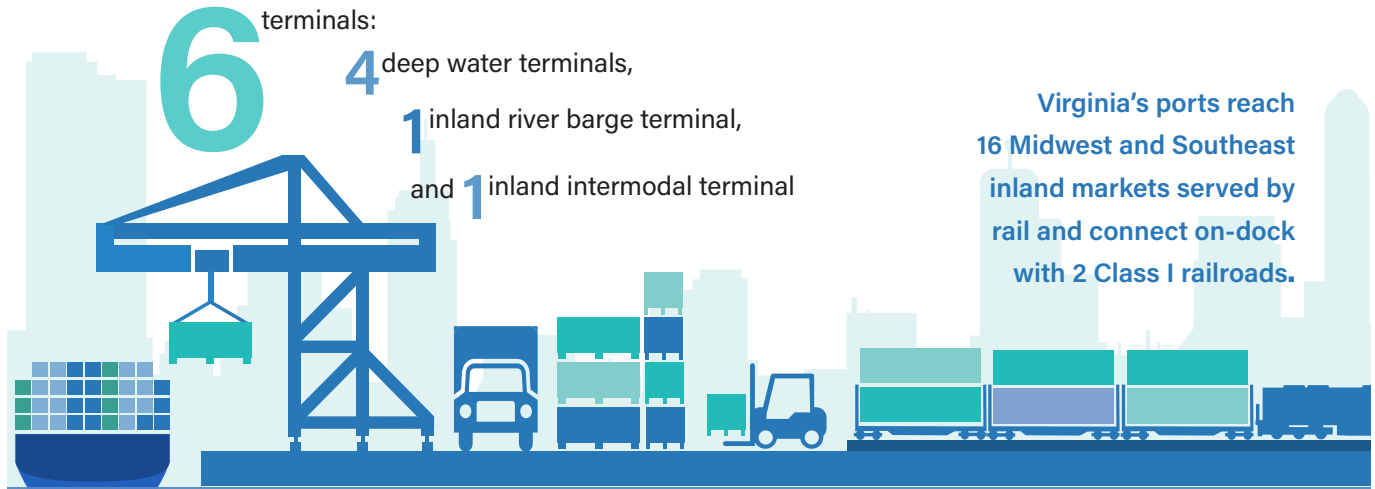 6 terminals:
4 deep water terminals,
1 inland river barge terminal,
and 1 inland intermodal terminal
Virginia’s ports reach
16 Midwest and Southeast
inland markets served by
rail and connect on-dock
with 2 Class I railroads.